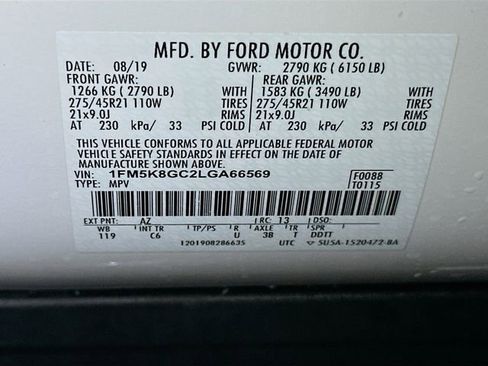 MFD. BY FORD MOTOR CO.
DATE: 08/19 GVWR: 2790 KG ( 6150 LB)
FRONT GAWR: REAR GAWR:
1266 KG ( 2790 LB) WITH 1583 KG ( 3490 LB) WITH
275/45R21 110W TIRES 275/45R21 110W TIRES
21x9.0J RIMS 21x9.0J RIMS
AT 230 kPa/ 33 PSI COLD AT 230 kPa/ 33 PSI COLD
THIS VEHICLE CONFORMS TO ALL APPLICABLE FEDERAL MOTOR
VEHICLE SAFETY STANDARDS IN EFFECT ON THE DATE OF
MANUFACTURE SHOWN ABOVE.
VIN: 1FM5K8GC2LGA66569 F0088
TYPE: MPV T0115
EXT PNT: AZ RC: 13 DSO:
WB INT TR TP/PS R AXLE TR SPR
119 C6 U 3B T DDTT
1201908286635 UTC SU5A-1520472-BA